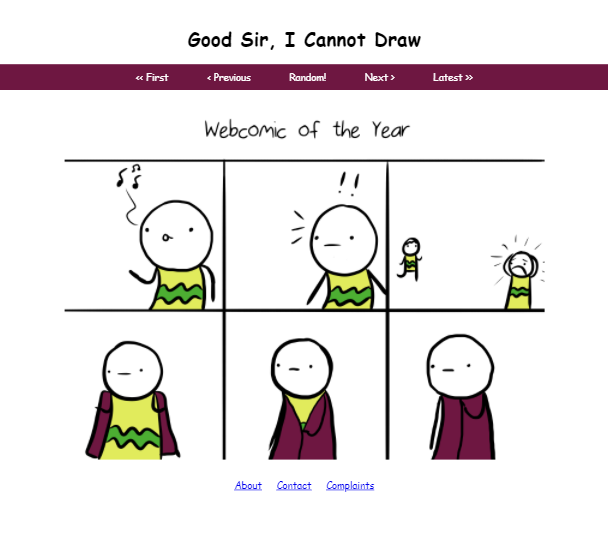 Good Sir, I Cannot Draw
<< First < Previous Random! Next > Latest >>
Webcomic of the Year
!!
About Contact Complaints